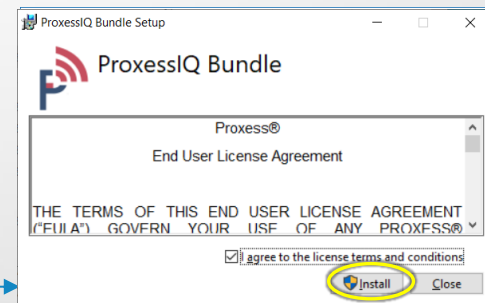 ProxessIQ Bundle Setup
ProxessIQ Bundle
Proxess®
End User License Agreement
THE TERMS OF THIS END USER LICENSE AGREEMENT
("EULA") GOVERN YOUR USE OF ANY PROXESS®
I agree to the license terms and conditions
Install
Close